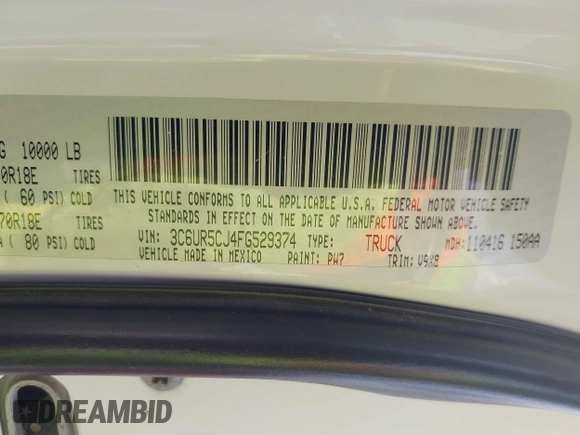 G 10000 LB
0R18E TIRES
( 60 PSI) COLD
70R18E TIRES
A ( 80 PSI) COLD
THIS VEHICLE CONFORMS TO ALL APPLICABLE U.S.A. FEDERAL MOTOR VEHICLE SAFETY
STANDARDS IN EFFECT ON THE DATE OF MANUFACTURE SHOWN ABOVE.
VIN: 3C6UR5CJ4FG529374 TYPE: TRUCK MDH: 110416 150AA
VEHICLE MADE IN MEXICO PAINT: PW7 TRIM: V9X8
DREAMBID